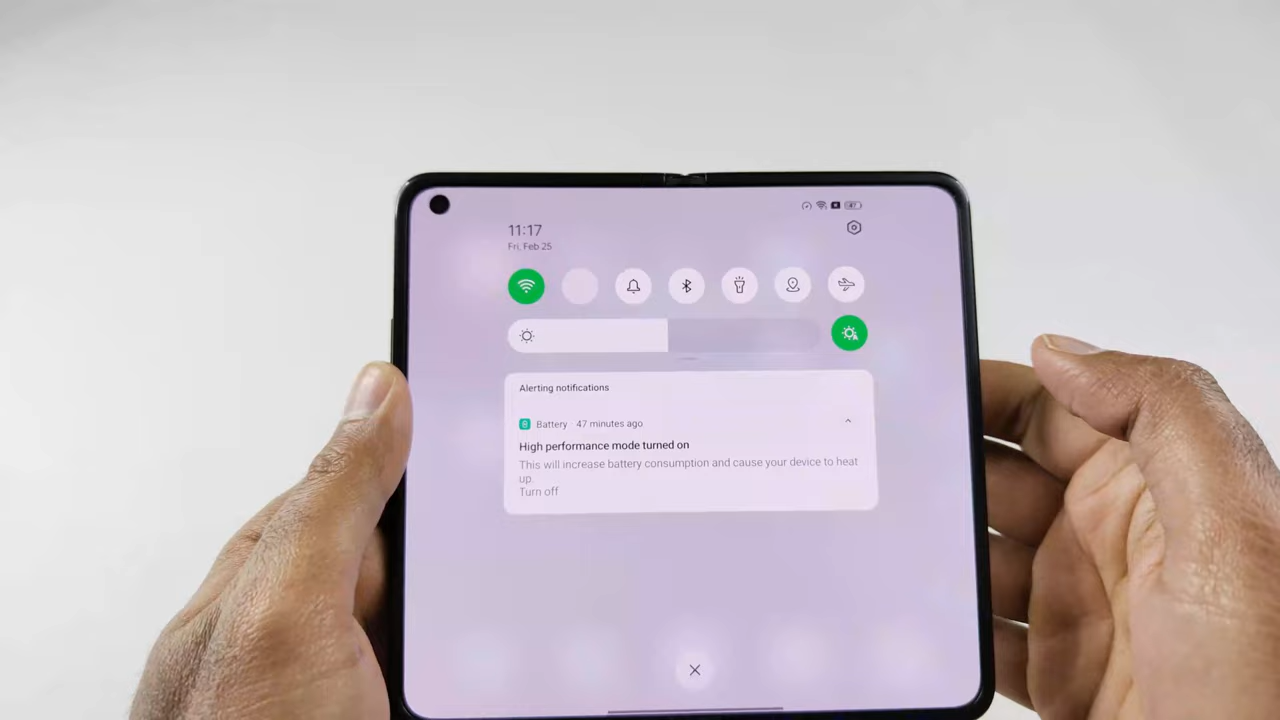 11:17
Fri, Feb 25
Alerting notifications
Battery · 47 minutes ago
High performance mode turned on
This will increase battery consumption and cause your device to heat
up.
Turn off